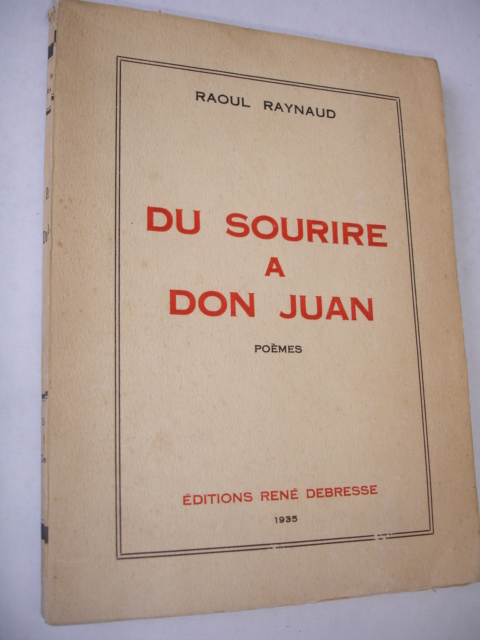 RAOUL RAYNAUD
DU SOURIRE
A
DON JUAN
POÈMES
ÉDITIONS RENÉ DEBRESSE
1935